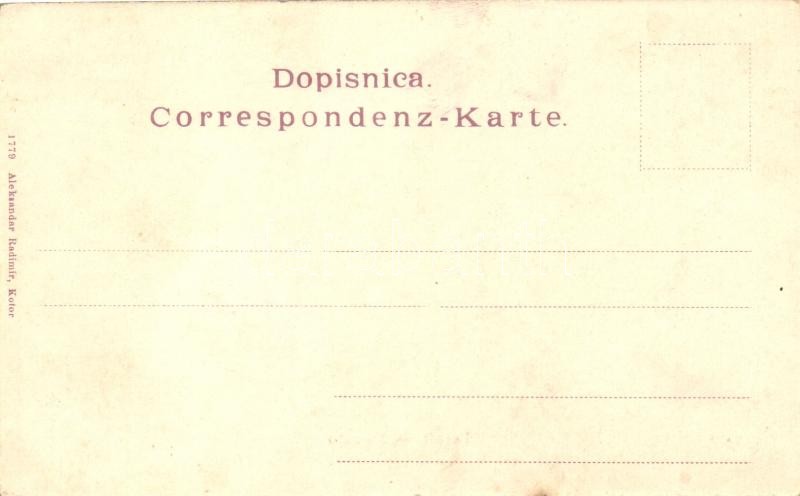 Dopisnica.
Correspondenz-Karte.
1779 Aleksandar Radimir, Kotor